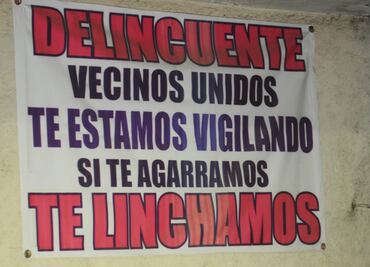 DELINCUENTE
VECINOS UNIDOS
TE ESTAMOS VIGILANDO
SI TE AGARRAMOS
TE LINCHAMOS